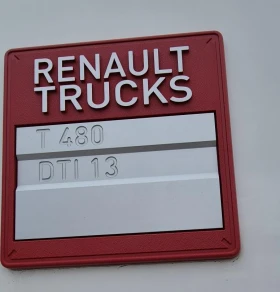 RENAULT
TRUCKS
T 480
DTI 13